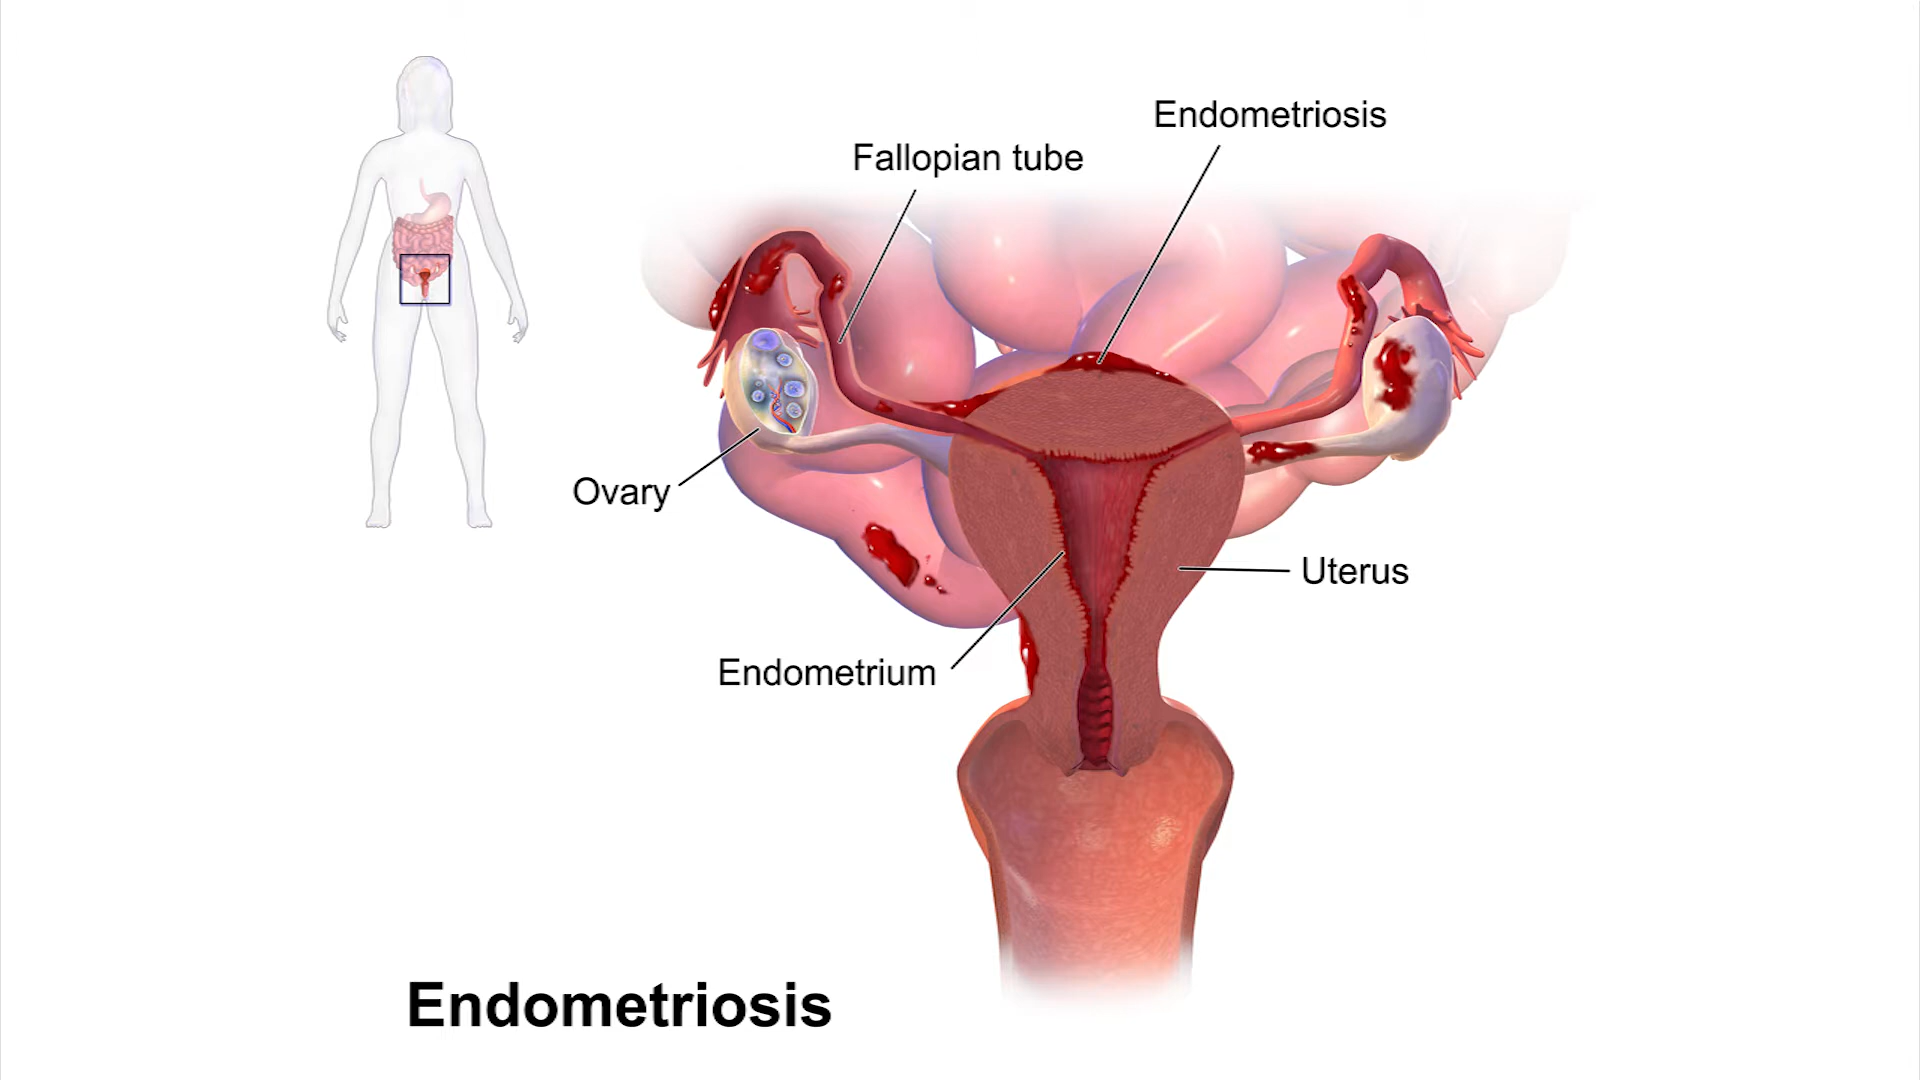 Endometriosis
Fallopian tube
Ovary
Uterus
Endometrium
Endometriosis